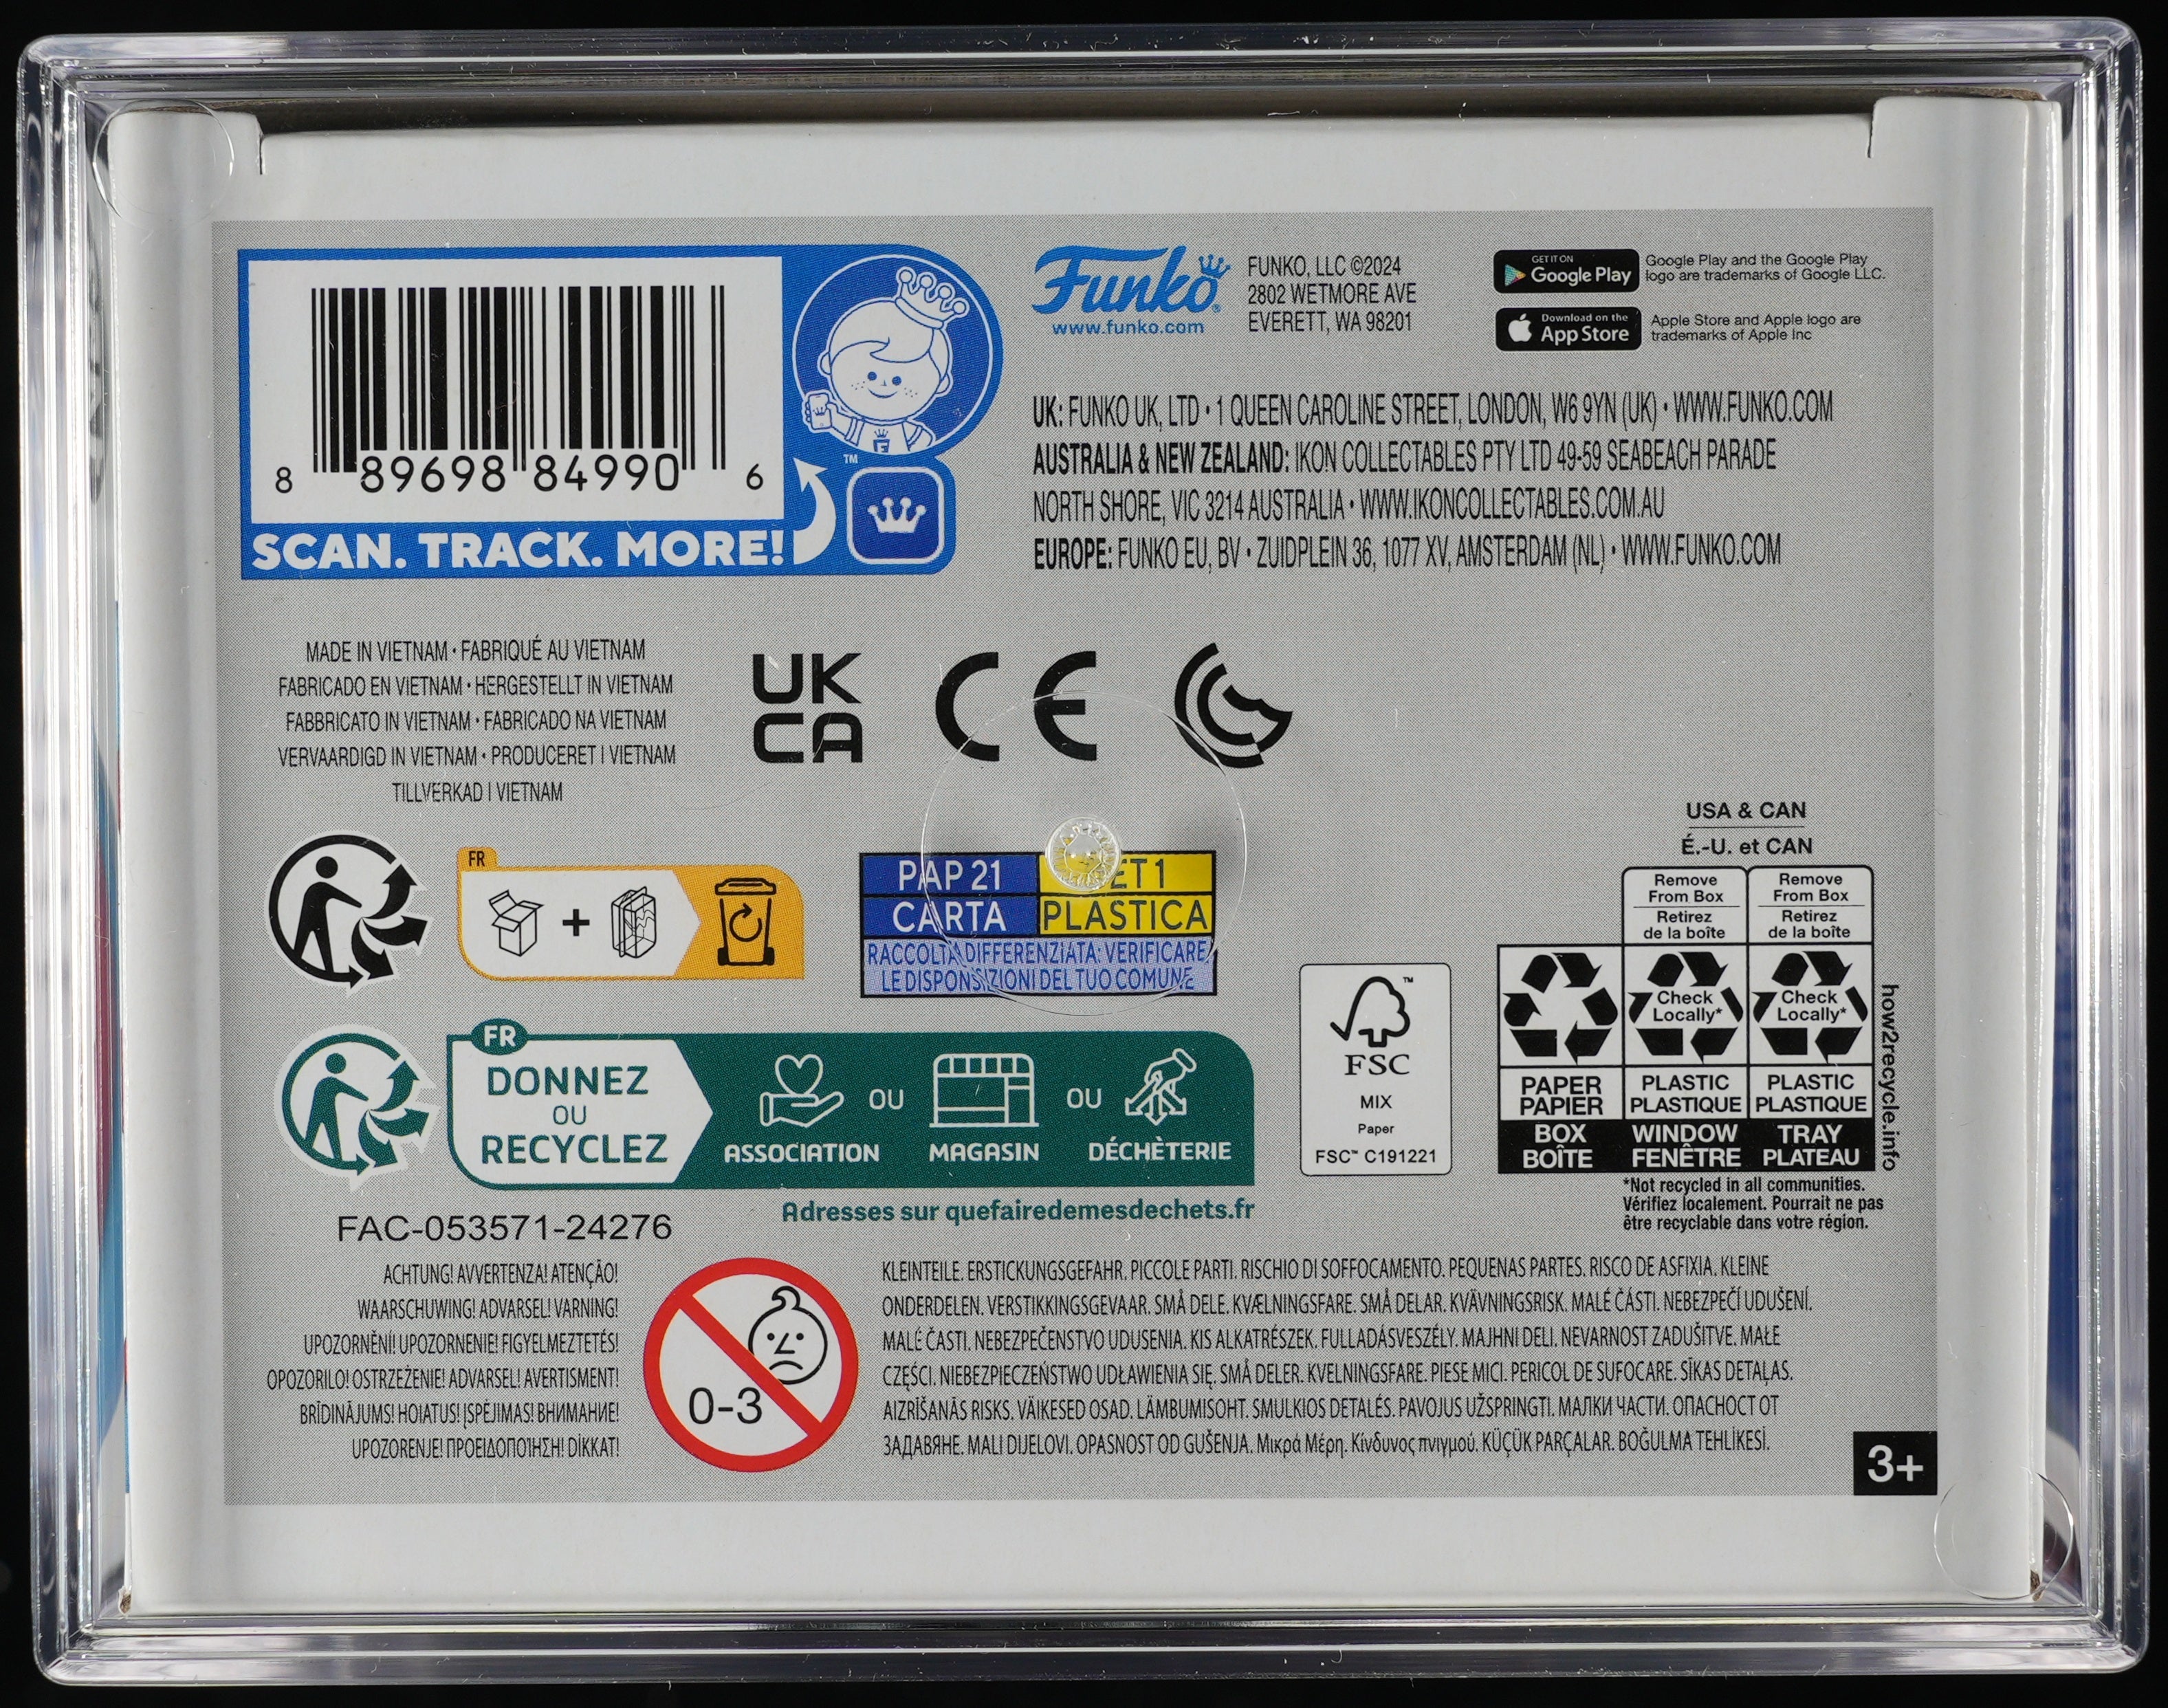 8 89698 84990 6
SCAN. TRACK. MORE!
TM
Funko®
www.funko.com
FUNKO, LLC ©2024
2802 WETMORE AVE
EVERETT, WA 98201
GET IT ON
Google Play
Google Play and the Google Play
logo are trademarks of Google LLC.
Download on the
App Store
Apple Store and Apple logo are
trademarks of Apple Inc
UK: FUNKO UK, LTD • 1 QUEEN CAROLINE STREET, LONDON, W6 9YN (UK) • WWW.FUNKO.COM
AUSTRALIA & NEW ZEALAND: IKON COLLECTABLES PTY LTD 49-59 SEABEACH PARADE
NORTH SHORE, VIC 3214 AUSTRALIA • WWW.IKONCOLLECTABLES.COM.AU
EUROPE: FUNKO EU, BV • ZUIDPLEIN 36, 1077 XV, AMSTERDAM (NL) • WWW.FUNKO.COM
MADE IN VIETNAM • FABRIQUÉ AU VIETNAM
FABRICADO EN VIETNAM • HERGESTELLT IN VIETNAM
FABBRICATO IN VIETNAM • FABRICADO NA VIETNAM
VERVAARDIGD IN VIETNAM • PRODUCERET I VIETNAM
TILLVERKAD I VIETNAM
UK
CA
CE
FR
+
PAP 21
CARTA
ET 1
PLASTICA
RACCOLTA DIFFERENZIATA: VERIFICARE
LE DISPONSIZIONI DEL TUO COMUNE
FR
DONNEZ
OU
RECYCLEZ
ASSOCIATION
OU
MAGASIN
OU
DÉCHÈTERIE
Adresses sur quefairedemesdechets.fr
FSC™
MIX
Paper
FSC™ C191221
USA & CAN
É.-U. et CAN
Remove
From Box
Retirez
de la boîte
Remove
From Box
Retirez
de la boîte
Check
Locally*
Check
Locally*
PAPER
PAPIER
PLASTIC
PLASTIQUE
PLASTIC
PLASTIQUE
BOX
BOÎTE
WINDOW
FENÊTRE
TRAY
PLATEAU
how2recycle.info
*Not recycled in all communities.
Vérifiez localement. Pourrait ne pas
être recyclable dans votre région.
FAC-053571-24276
ACHTUNG! AVVERTENZA! ATENÇÃO!
WAARSCHUWING! ADVARSEL! VARNING!
UPOZORNĚNI! UPOZORNENIE! FIGYELMEZTETÉS!
OPOZORILO! OSTRZEŻENIE! ADVARSEL! AVERTISMENT!
BRĪDINĀJUMS! HOIATUS! ĮSPĖJIMAS! ВНИМАНИЕ!
UPOZORENJE! ΠΡΟΕΙΔΟΠΟΊΗΣΗ! DİKKAT!
0-3
KLEINTEILE. ERSTICKUNGSGEFAHR. PICCOLE PARTI. RISCHIO DI SOFFOCAMENTO. PEQUENAS PARTES. RISCO DE ASFIXIA. KLEINE
ONDERDELEN. VERSTIKKINGSGEVAAR. SMÅ DELE. KVÆLNINGSFARE. SMÅ DELAR. KVÄVNINGSRISK. MALÉ ČÁSTI. NEBEZPEČÍ UDUŠENÍ.
MALÉ ČASTI. NEBEZPEČENSTVO UDUSENIA. KIS ALKATRÉSZEK. FULLADÁSVESZÉLY. MAJHNI DELI. NEVARNOST ZADUŠITVE. MAŁE
CZĘŚCI. NIEBEZPIECZEŃSTWO UDŁAWIENIA SIĘ. SMÅ DELER. KVELNINGSFARE. PIESE MICI. PERICOL DE SUFOCARE. SĪKAS DETAĻAS.
AIZRĪŠANĀS RISKS. VÄIKESED OSAD. LÄMBUMISOHT. SMULKIOS DETALĖS. PAVOJUS UŽSPRINGTI. МАЛКИ ЧАСТИ. ОПАСНОСТ ОТ
ЗАДАВЯНЕ. MALI DIJELOVI. OPASNOST OD GUŠENJA. Μικρά Μέρη. Κίνδυνος πνιγμού. KÜÇÜK PARÇALAR. BOĞULMA TEHLİKESİ.
3+